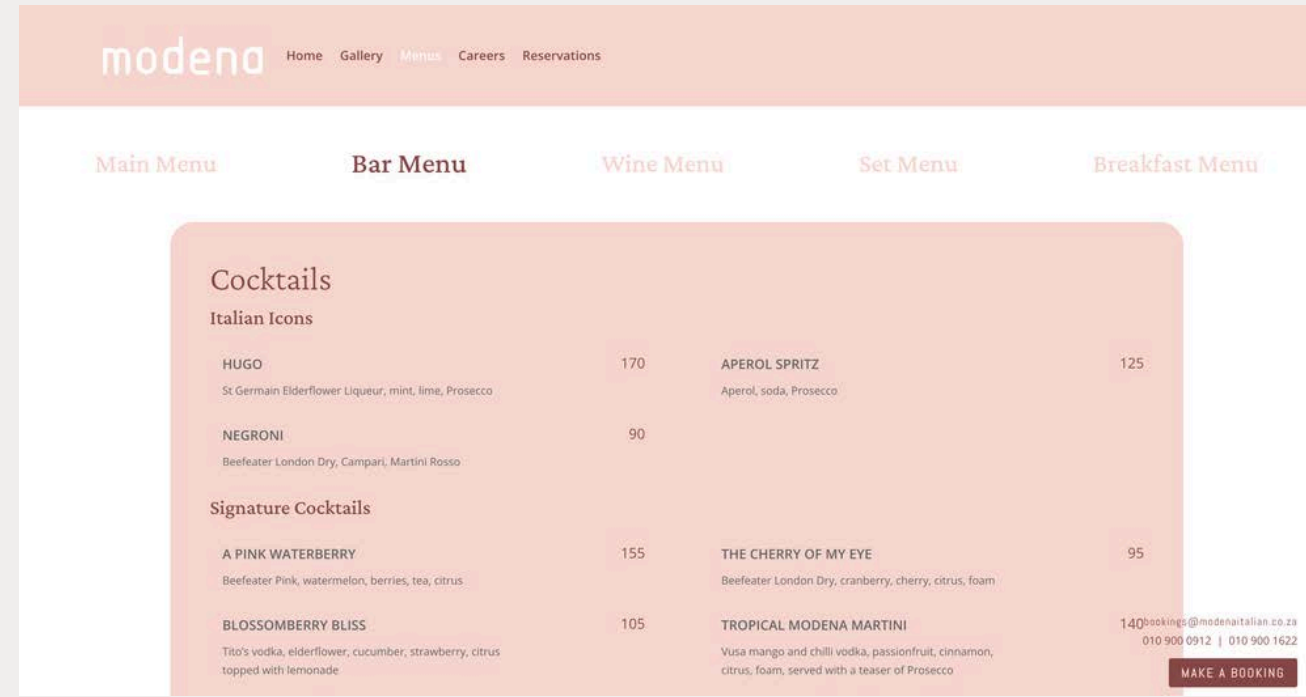 modena
Home Gallery Menus Careers Reservations
Main Menu Bar Menu Wine Menu Set Menu Breakfast Menu
Cocktails
Italian Icons
HUGO 170
St Germain Elderflower Liqueur, mint, lime, Prosecco
APEROL SPRITZ 125
Aperol, soda, Prosecco
NEGRONI 90
Beefeater London Dry, Campari, Martini Rosso
Signature Cocktails
A PINK WATERBERRY 155
Beefeater Pink, watermelon, berries, tea, citrus
THE CHERRY OF MY EYE 95
Beefeater London Dry, cranberry, cherry, citrus, foam
BLOSSOMBERRY BLISS 105
Tito's vodka, elderflower, cucumber, strawberry, citrus
topped with lemonade
TROPICAL MODENA MARTINI 140
Vusa mango and chilli vodka, passionfruit, cinnamon,
citrus, foam, served with a teaser of Prosecco
bookings@modenaitalian.co.za
010 900 0912 | 010 900 1622
MAKE A BOOKING